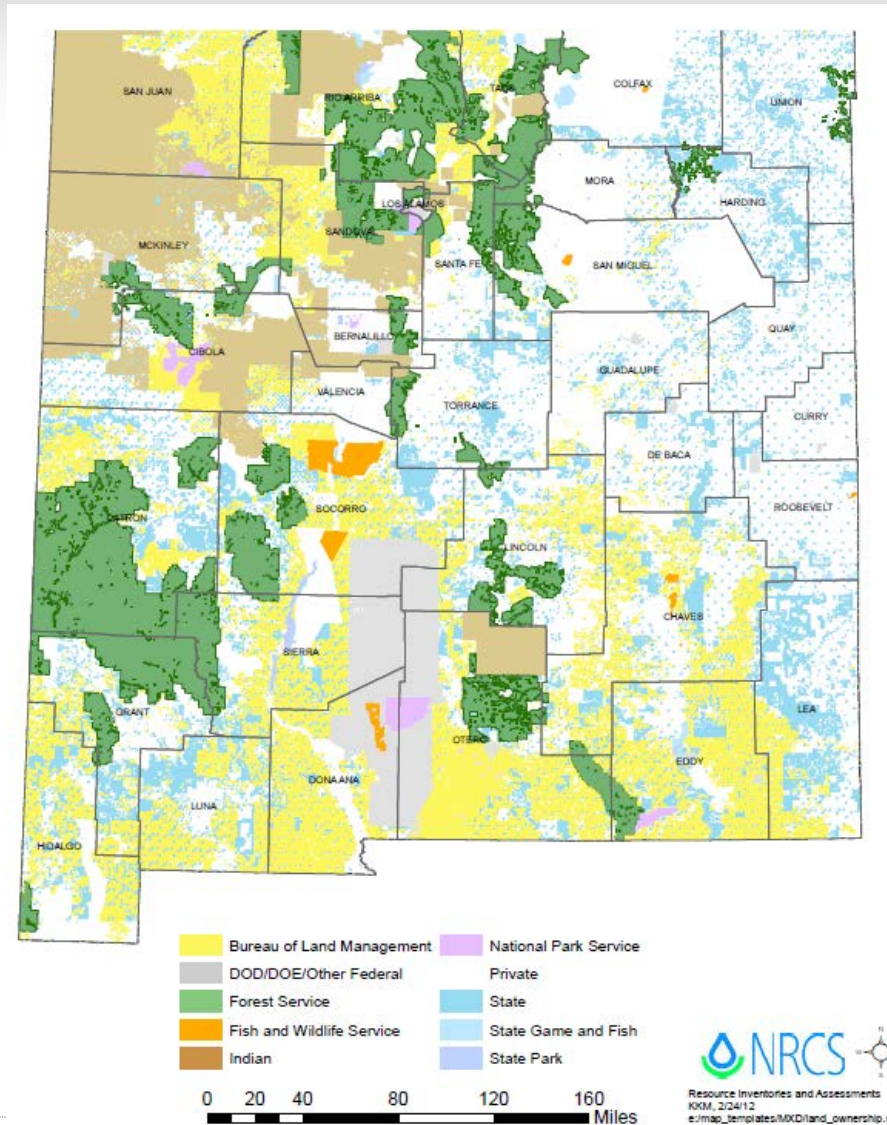 SAN JUAN
RIO ARRIBA
TAOS
COLFAX
UNION
MORA
HARDING
LOS ALAMOS
SANDOVAL
MCKINLEY
SANTA FE
SAN MIGUEL
QUAY
BERNALILLO
CIBOLA
GUADALUPE
VALENCIA
TORRANCE
CURRY
DE BACA
CATRON
SOCORRO
ROOSEVELT
LINCOLN
CHAVES
SIERRA
GRANT
LEA
OTERO
EDDY
DONA ANA
LUNA
HIDALGO
Bureau of Land Management
DOD/DOE/Other Federal
Forest Service
Fish and Wildlife Service
Indian
National Park Service
Private
State
State Game and Fish
State Park
0 20 40 80 120 160
Miles
NRCS
N
S
Resource Inventories and Assessments
KKM, 2/24/12
e:/map_templates/MXD/land_ownership.